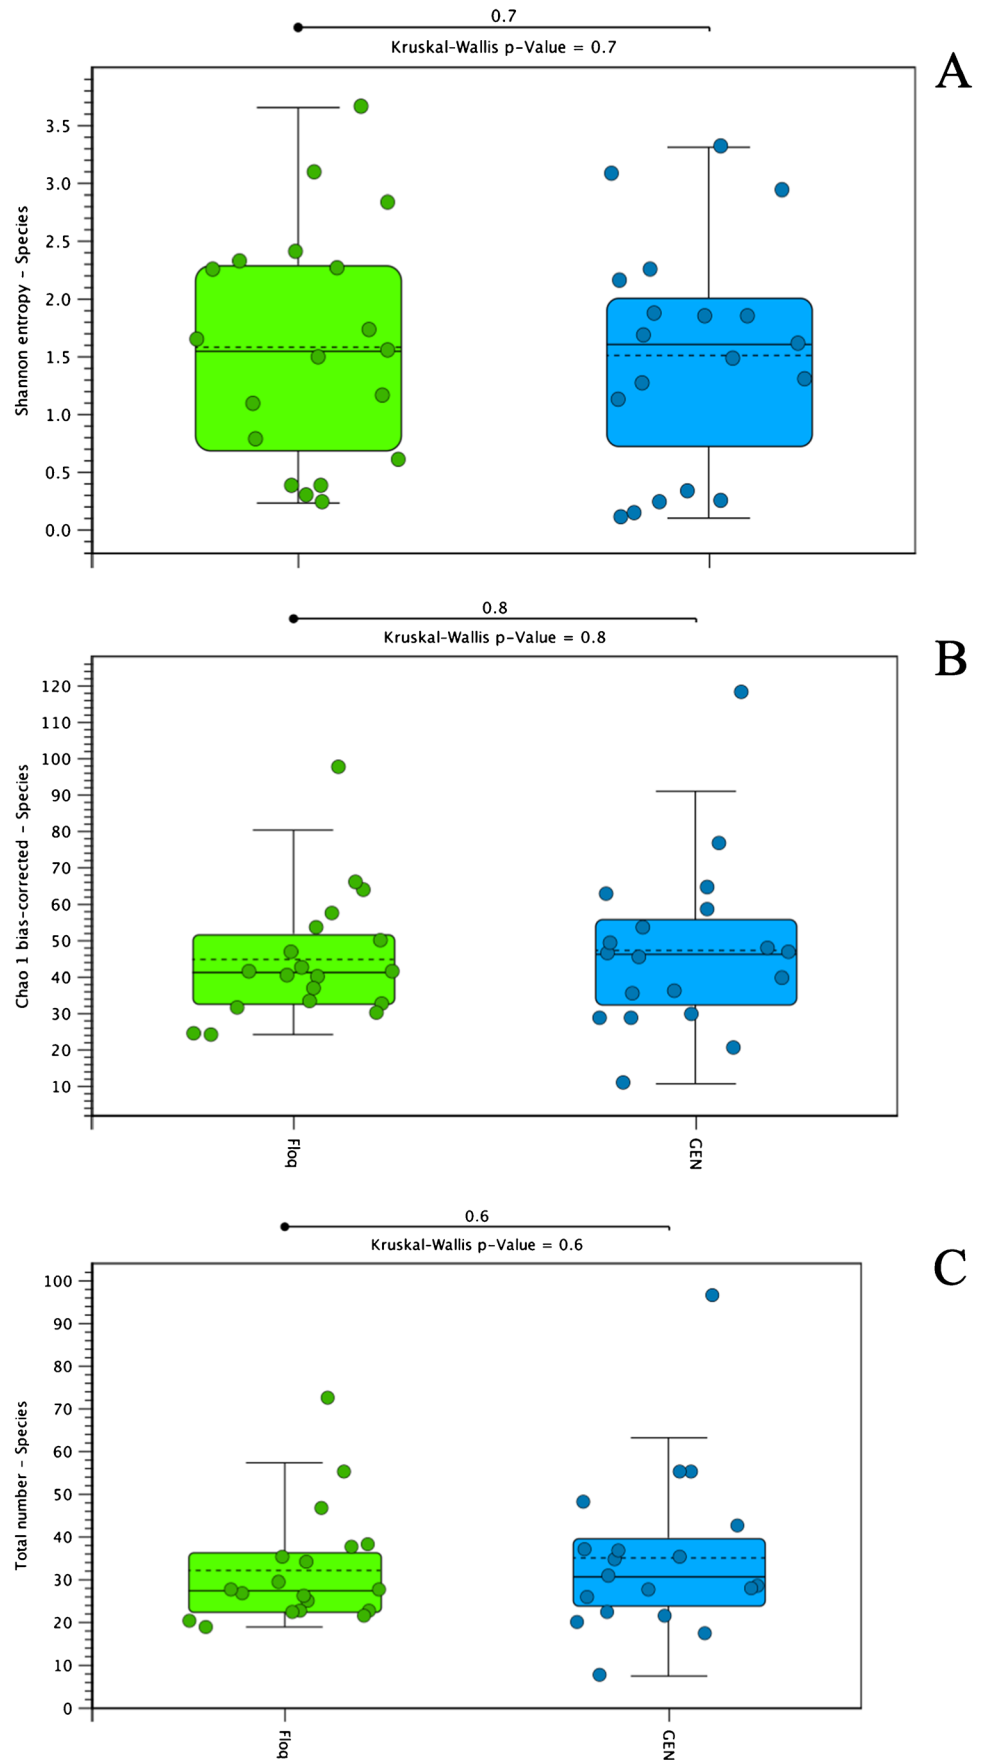 0.7
Kruskal-Wallis p-Value = 0.7
A
Shannon entropy - Species
3.5
3.0
2.5
2.0
1.5
1.0
0.5
0.0
0.8
Kruskal-Wallis p-Value = 0.8
B
Chao 1 bias-corrected - Species
120
110
100
90
80
70
60
50
40
30
20
10
Floq
GEN
0.6
Kruskal-Wallis p-Value = 0.6
C
Total number - Species
100
90
80
70
60
50
40
30
20
10
0
Floq
GEN